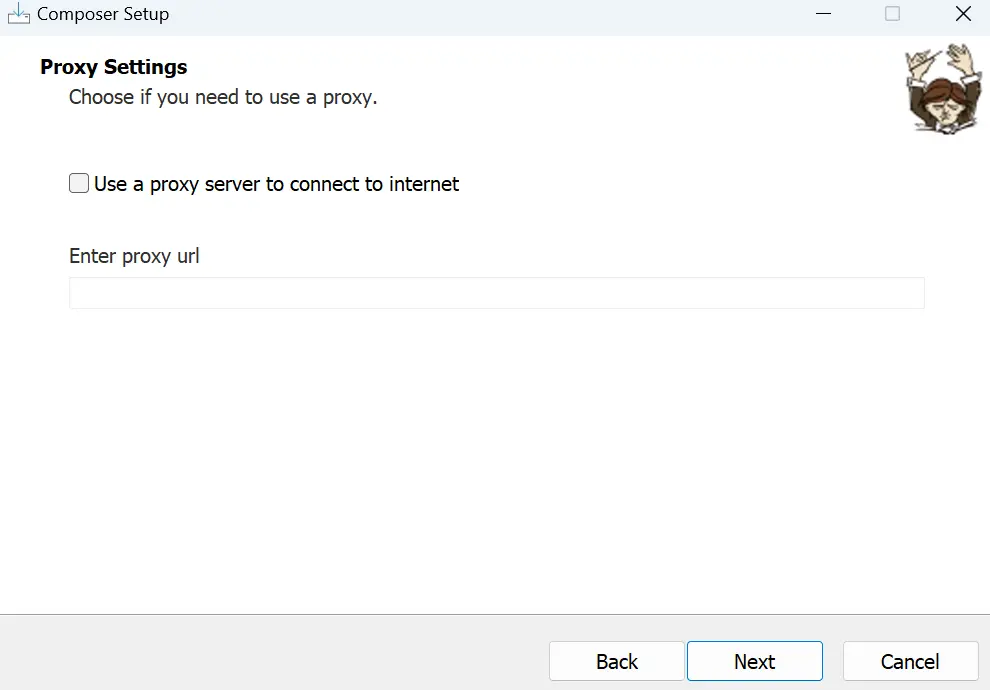 Composer Setup
Proxy Settings
Choose if you need to use a proxy.
Use a proxy server to connect to internet
Enter proxy url
Back
Next
Cancel